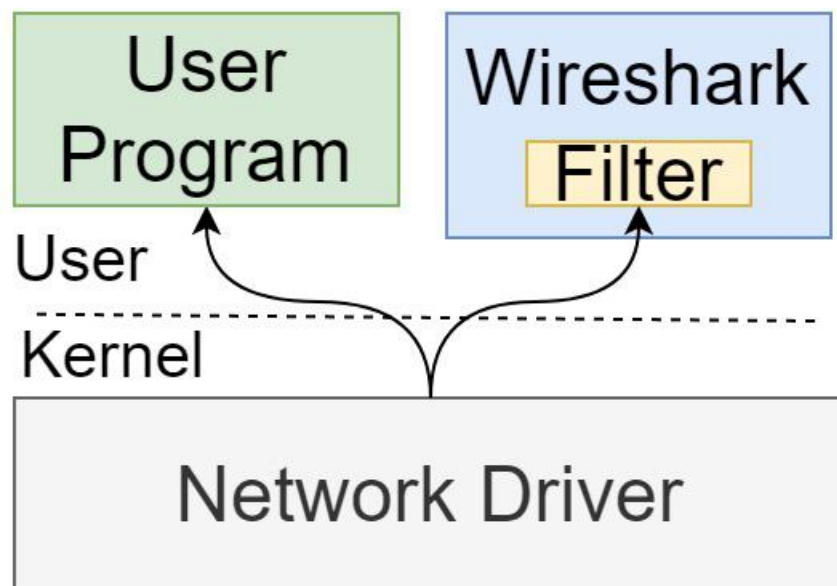 User
Program
Wireshark
Filter
User
Kernel
Network Driver